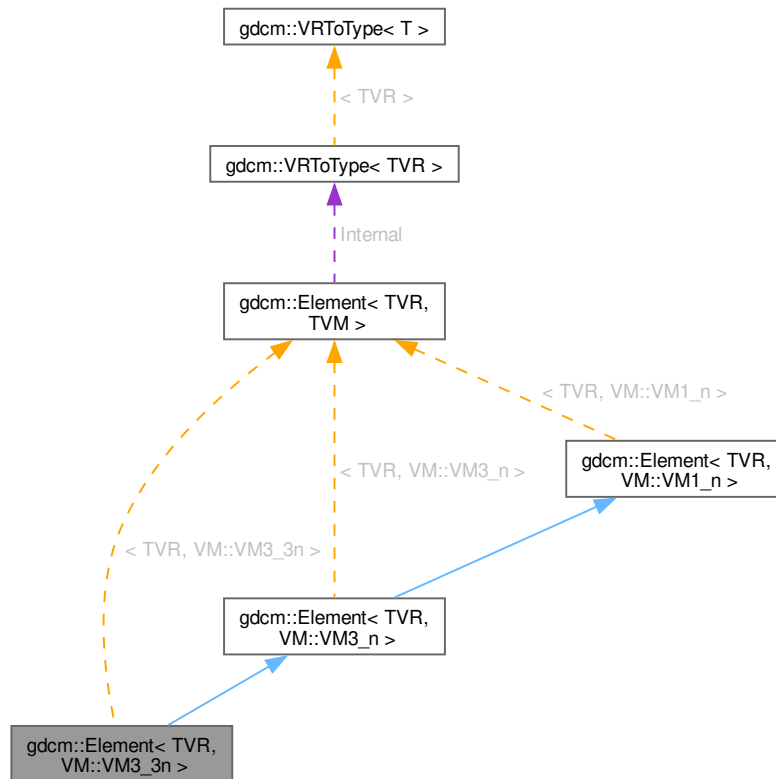 gdcm::VRToType< T >
< TVR >
gdcm::VRToType< TVR >
Internal
gdcm::Element< TVR,
TVM >
< TVR, VM::VM1_n >
gdcm::Element< TVR,
VM::VM1_n >
< TVR, VM::VM3_n >
< TVR, VM::VM3_3n >
gdcm::Element< TVR,
VM::VM3_n >
gdcm::Element< TVR,
VM::VM3_3n >